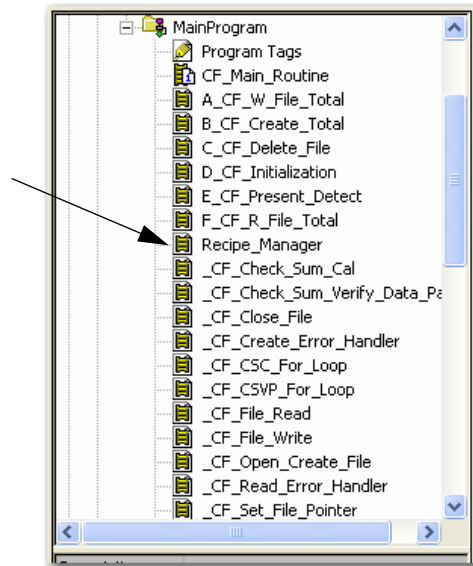 MainProgram
Program Tags
CF_Main_Routine
A_CF_W_File_Total
B_CF_Create_Total
C_CF_Delete_File
D_CF_Initialization
E_CF_Present_Detect
F_CF_R_File_Total
Recipe_Manager
_CF_Check_Sum_Cal
_CF_Check_Sum_Verify_Data_Pa
_CF_Close_File
_CF_Create_Error_Handler
_CF_CSC_For_Loop
_CF_CSVP_For_Loop
_CF_File_Read
_CF_File_Write
_CF_Open_Create_File
_CF_Read_Error_Handler
_CF_Set_File_Pointer